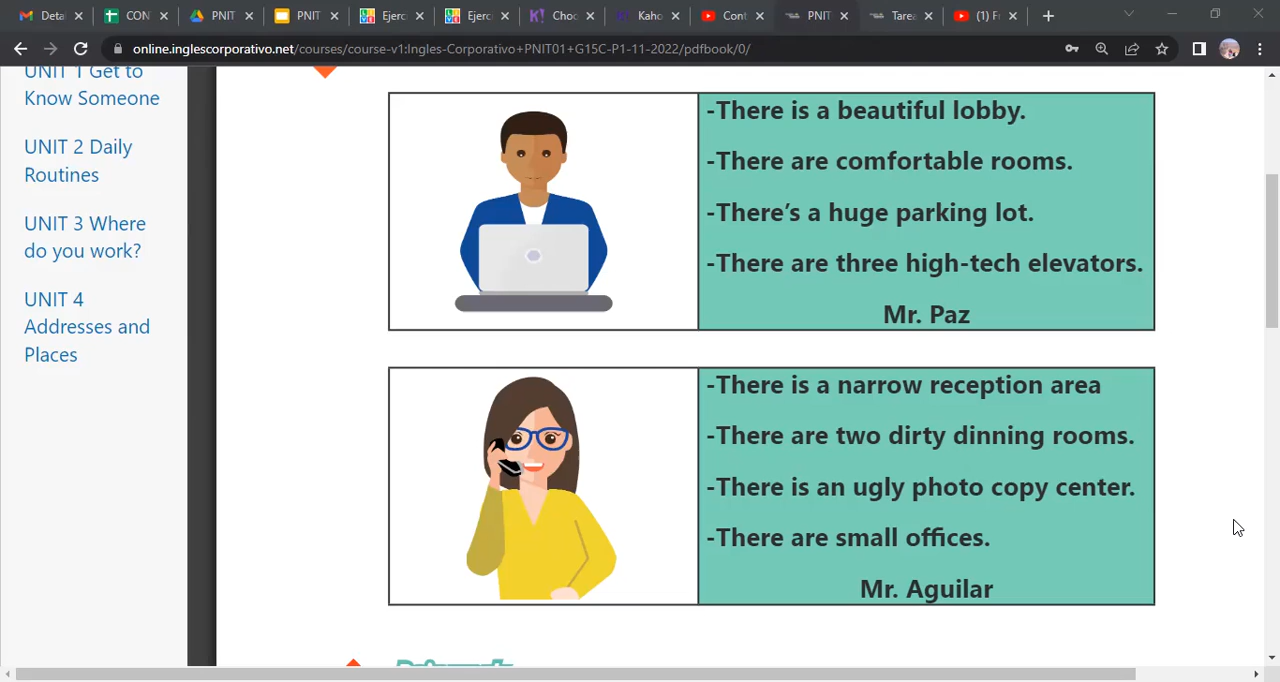 Detal
CON
PNIT
PNIT
Ejerc
Ejerc
Choc
Kaho
Cont
PNIT
Tarea
(1) F
online.inglescorporativo.net/courses/course-v1:Ingles-Corporativo+PNIT01+G15C-P1-11-2022/pdfbook/0/
UNIT 1 Get to
Know Someone
UNIT 2 Daily
Routines
UNIT 3 Where
do you work?
UNIT 4
Addresses and
Places
-There is a beautiful lobby.
-There are comfortable rooms.
-There’s a huge parking lot.
-There are three high-tech elevators.
Mr. Paz
-There is a narrow reception area
-There are two dirty dinning rooms.
-There is an ugly photo copy center.
-There are small offices.
Mr. Aguilar